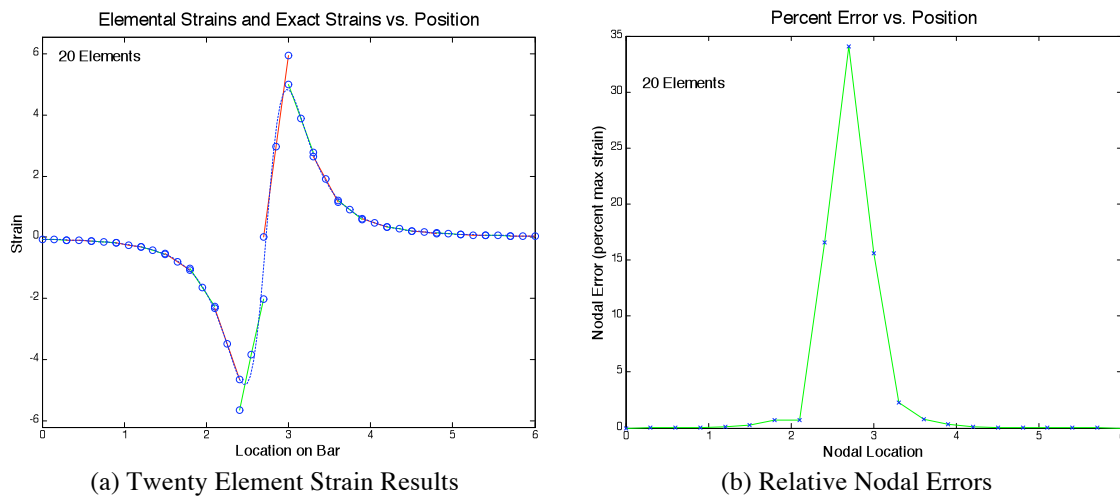 Elemental Strains and Exact Strains vs. Position
20 Elements
6
4
2
0
-2
-4
-6
Strain
0 1 2 3 4 5 6
Location on Bar
(a) Twenty Element Strain Results
Percent Error vs. Position
20 Elements
35
30
25
20
15
10
5
0
Nodal Error (percent max strain)
0 1 2 3 4 5 6
Nodal Location
(b) Relative Nodal Errors